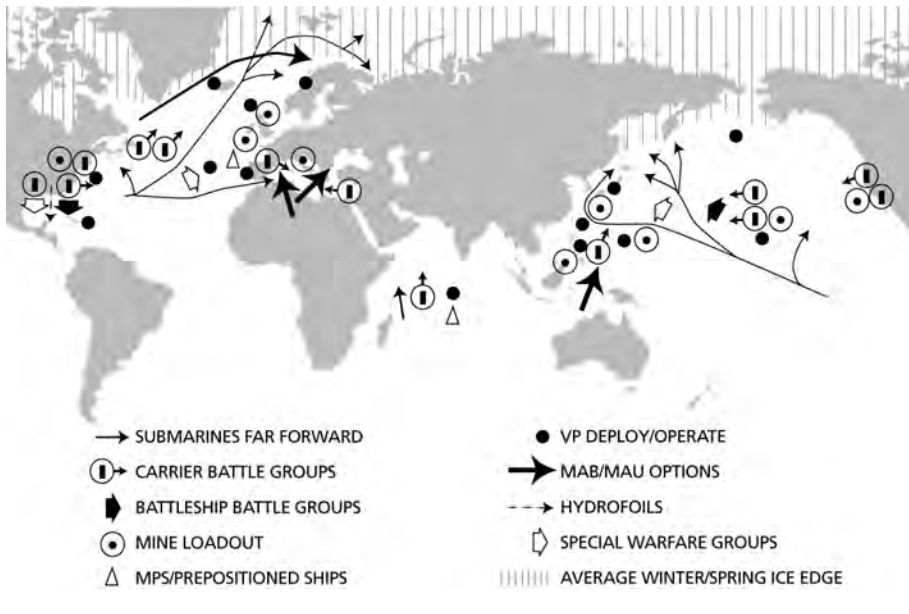 SUBMARINES FAR FORWARD
CARRIER BATTLE GROUPS
BATTLESHIP BATTLE GROUPS
MINE LOADOUT
MPS/PREPOSITIONED SHIPS
VP DEPLOY/OPERATE
MAB/MAU OPTIONS
HYDROFOILS
SPECIAL WARFARE GROUPS
AVERAGE WINTER/SPRING ICE EDGE